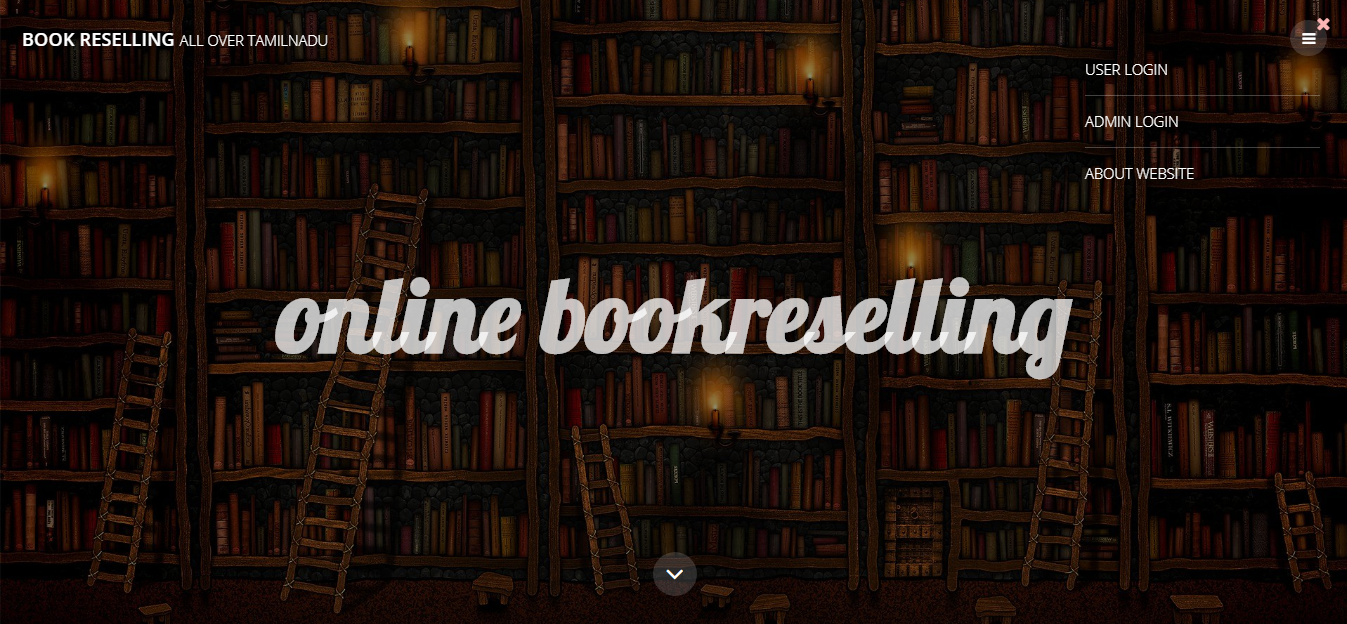 BOOK RESELLING ALL OVER TAMILNADU
USER LOGIN
ADMIN LOGIN
ABOUT WEBSITE
online bookreselling